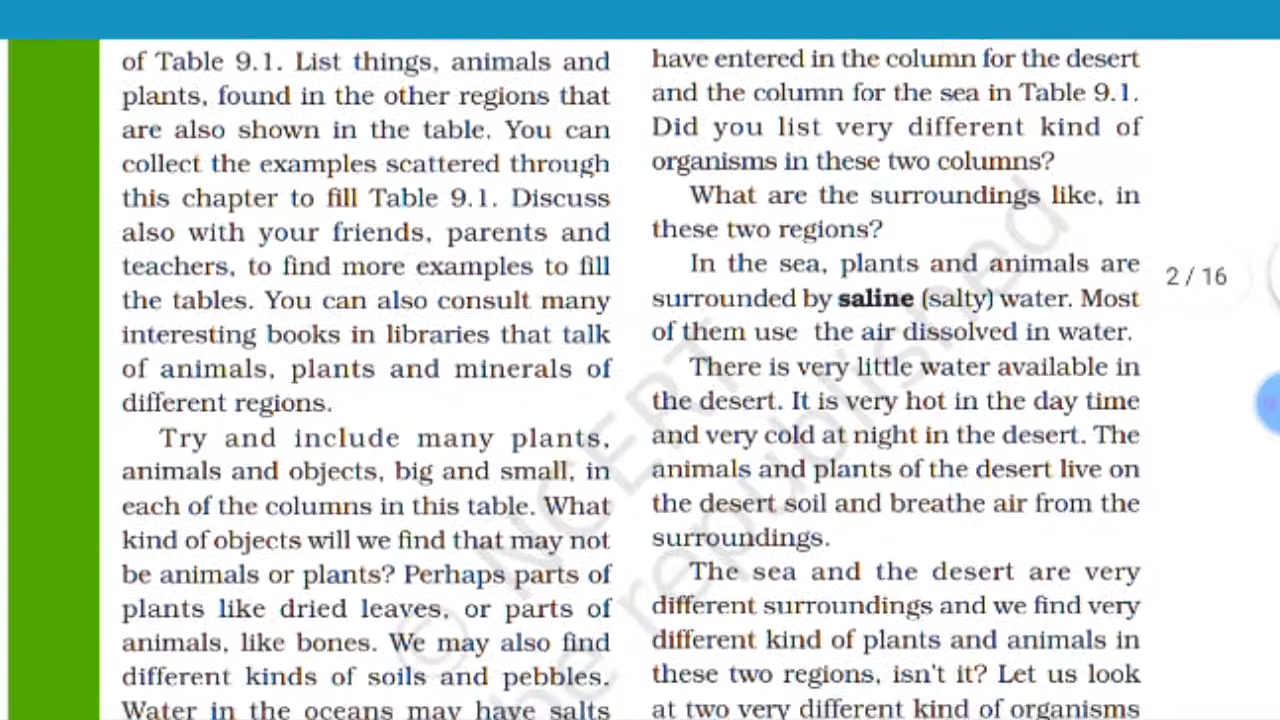 of Table 9.1. List things, animals and
plants, found in the other regions that
are also shown in the table. You can
collect the examples scattered through
this chapter to fill Table 9.1. Discuss
also with your friends, parents and
teachers, to find more examples to fill
the tables. You can also consult many
interesting books in libraries that talk
of animals, plants and minerals of
different regions.
Try and include many plants,
animals and objects, big and small, in
each of the columns in this table. What
kind of objects will we find that may not
be animals or plants? Perhaps parts of
plants like dried leaves, or parts of
animals, like bones. We may also find
different kinds of soils and pebbles.
Water in the oceans may have salts
have entered in the column for the desert
and the column for the sea in Table 9.1.
Did you list very different kind of
organisms in these two columns?
What are the surroundings like, in
these two regions?
In the sea, plants and animals are
surrounded by saline (salty) water. Most
of them use the air dissolved in water.
There is very little water available in
the desert. It is very hot in the day time
and very cold at night in the desert. The
animals and plants of the desert live on
the desert soil and breathe air from the
surroundings.
The sea and the desert are very
different surroundings and we find very
different kind of plants and animals in
these two regions, isn't it? Let us look
at two very different kind of organisms
2 / 16
© NCERT
be republished